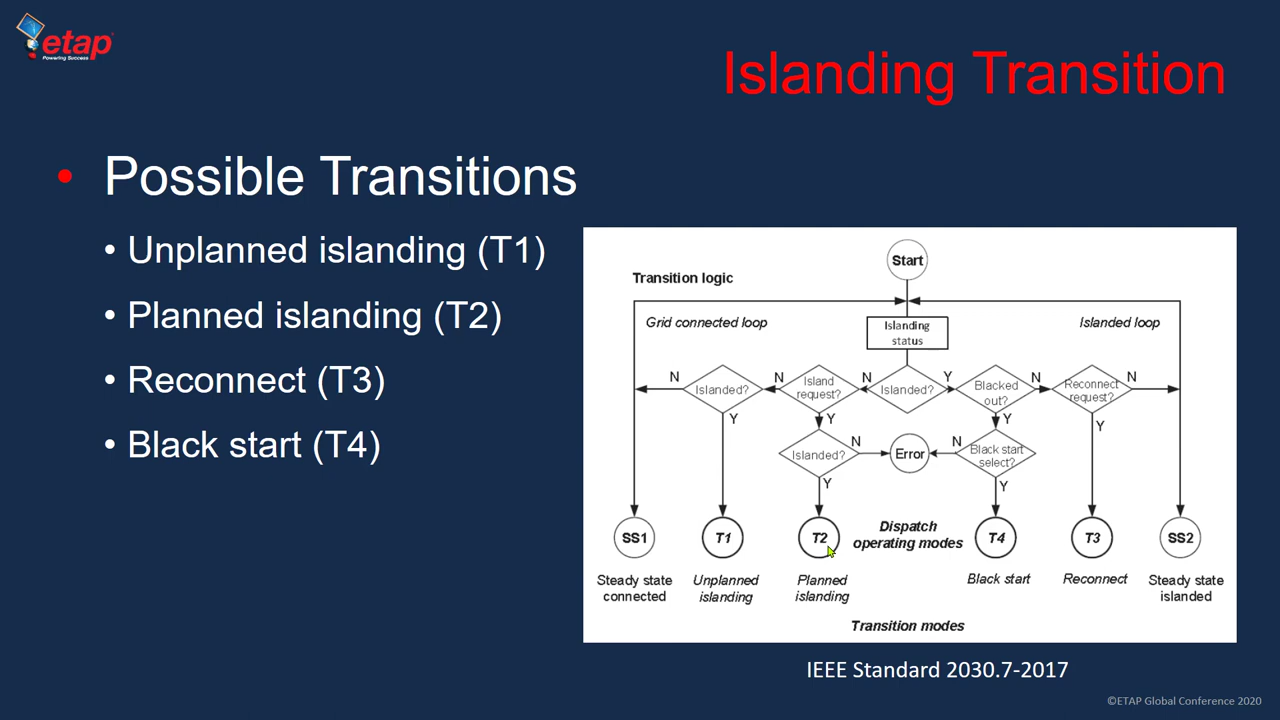 etap
Powering Success
Islanding Transition
• Possible Transitions
• Unplanned islanding (T1)
• Planned islanding (T2)
• Reconnect (T3)
• Black start (T4)
Start
Transition logic
Grid connected loop
Islanding
status
Islanded loop
N
Islanded?
N
Island
request?
N
Islanded?
Y
Blacked
out?
N
Reconnect
request?
N
Y
Y
Y
Y
Islanded?
N
Error
N
Black start
select?
Y
Y
SS1
T1
T2
Dispatch
operating modes
T4
T3
SS2
Steady state
connected
Unplanned
islanding
Planned
islanding
Black start
Reconnect
Steady state
islanded
Transition modes
IEEE Standard 2030.7-2017
©ETAP Global Conference 2020